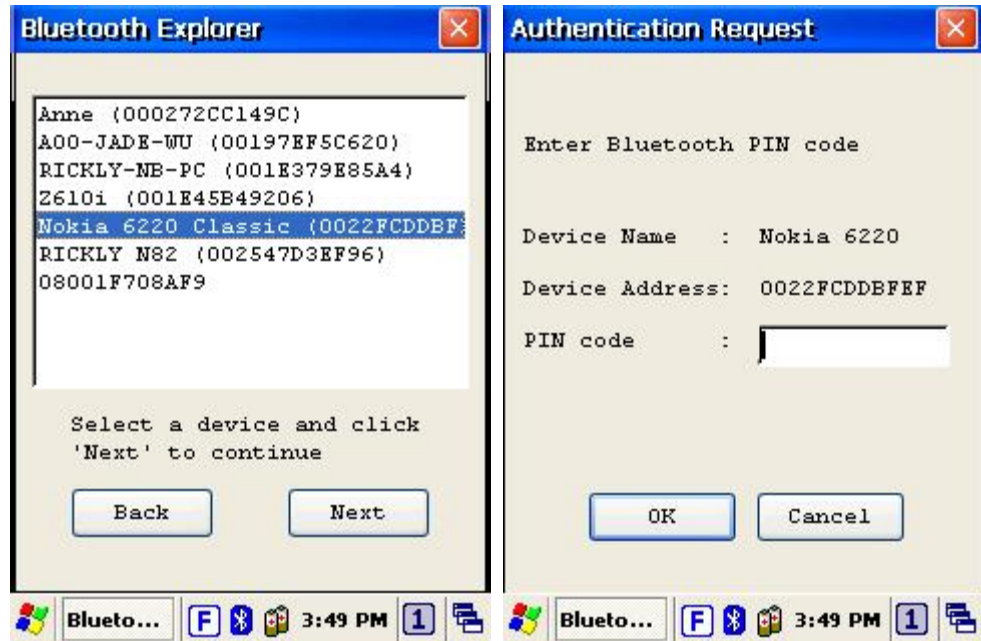 Bluetooth Explorer
Anne (000272CC149C)
A00-JADE-WU (00197EF5C620)
RICKLY-NB-PC (001E379E85A4)
Z610i (001E45B49206)
Nokia 6220 Classic (0022FCDDBF
RICKLY N82 (002547D3EF96)
08001F708AF9
Select a device and click
'Next' to continue
Back Next
Blueto... F 3:49 PM 1
Authentication Request
Enter Bluetooth PIN code
Device Name : Nokia 6220
Device Address: 0022FCDDBFEF
PIN code :
OK Cancel
Blueto... F 3:49 PM 1